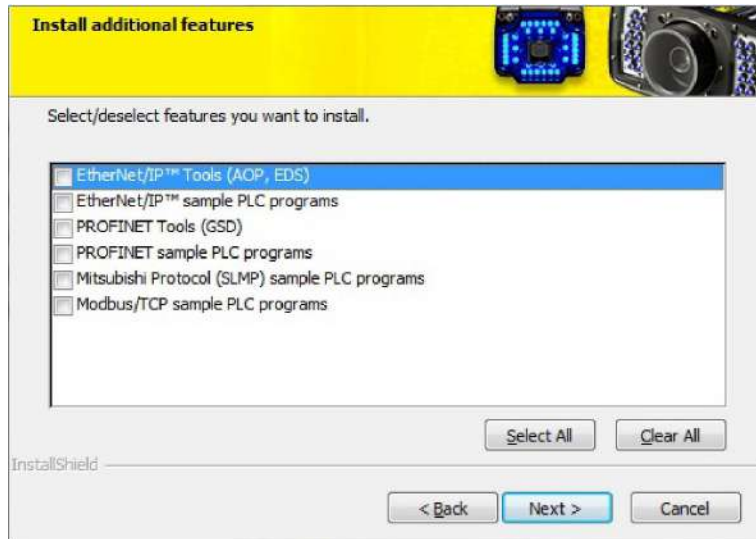 Install additional features
Select/deselect features you want to install.
EtherNet/IP™ Tools (AOP, EDS)
EtherNet/IP™ sample PLC programs
PROFINET Tools (GSD)
PROFINET sample PLC programs
Mitsubishi Protocol (SLMP) sample PLC programs
Modbus/TCP sample PLC programs
Select All Clear All
InstallShield
< Back Next > Cancel